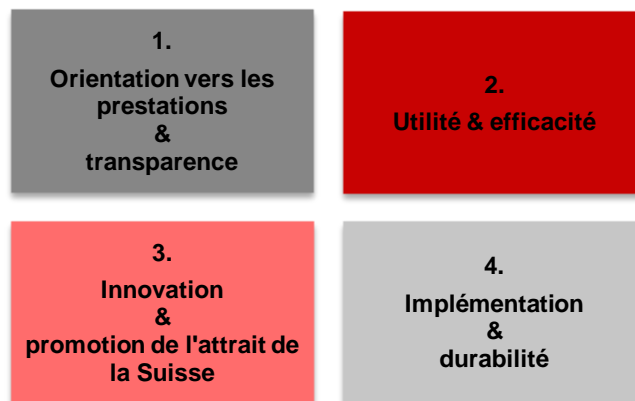 1.
Orientation vers les
prestations
&
transparence
2.
Utilité & efficacité
3.
Innovation
&
promotion de l'attrait de
la Suisse
4.
Implémentation
&
durabilité